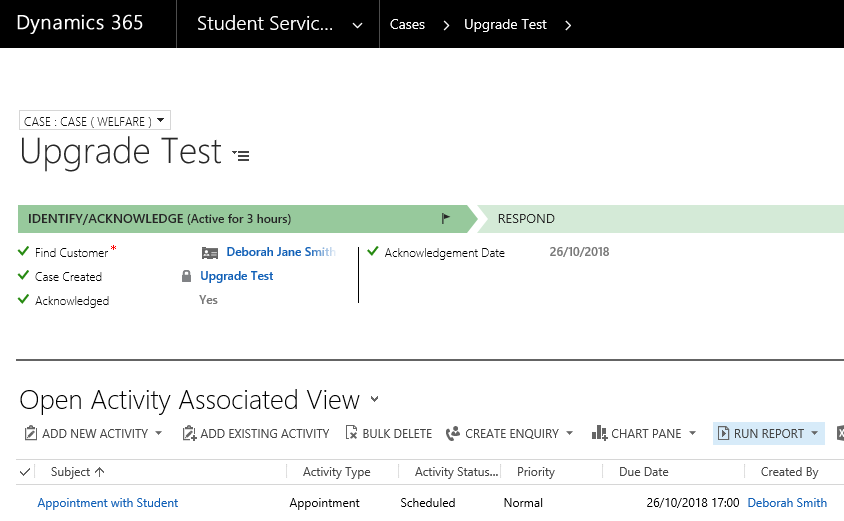 Dynamics 365 Student Servic... Cases Upgrade Test
CASE : CASE ( WELFARE )
Upgrade Test
IDENTIFY/ACKNOWLEDGE (Active for 3 hours) RESPOND
Find Customer* Deborah Jane Smith Acknowledgement Date 26/10/2018
Case Created Upgrade Test
Acknowledged Yes
Open Activity Associated View
ADD NEW ACTIVITY ADD EXISTING ACTIVITY BULK DELETE CREATE ENQUIRY CHART PANE RUN REPORT
Subject Activity Type Activity Status... Priority Due Date Created By
Appointment with Student Appointment Scheduled Normal 26/10/2018 17:00 Deborah Smith